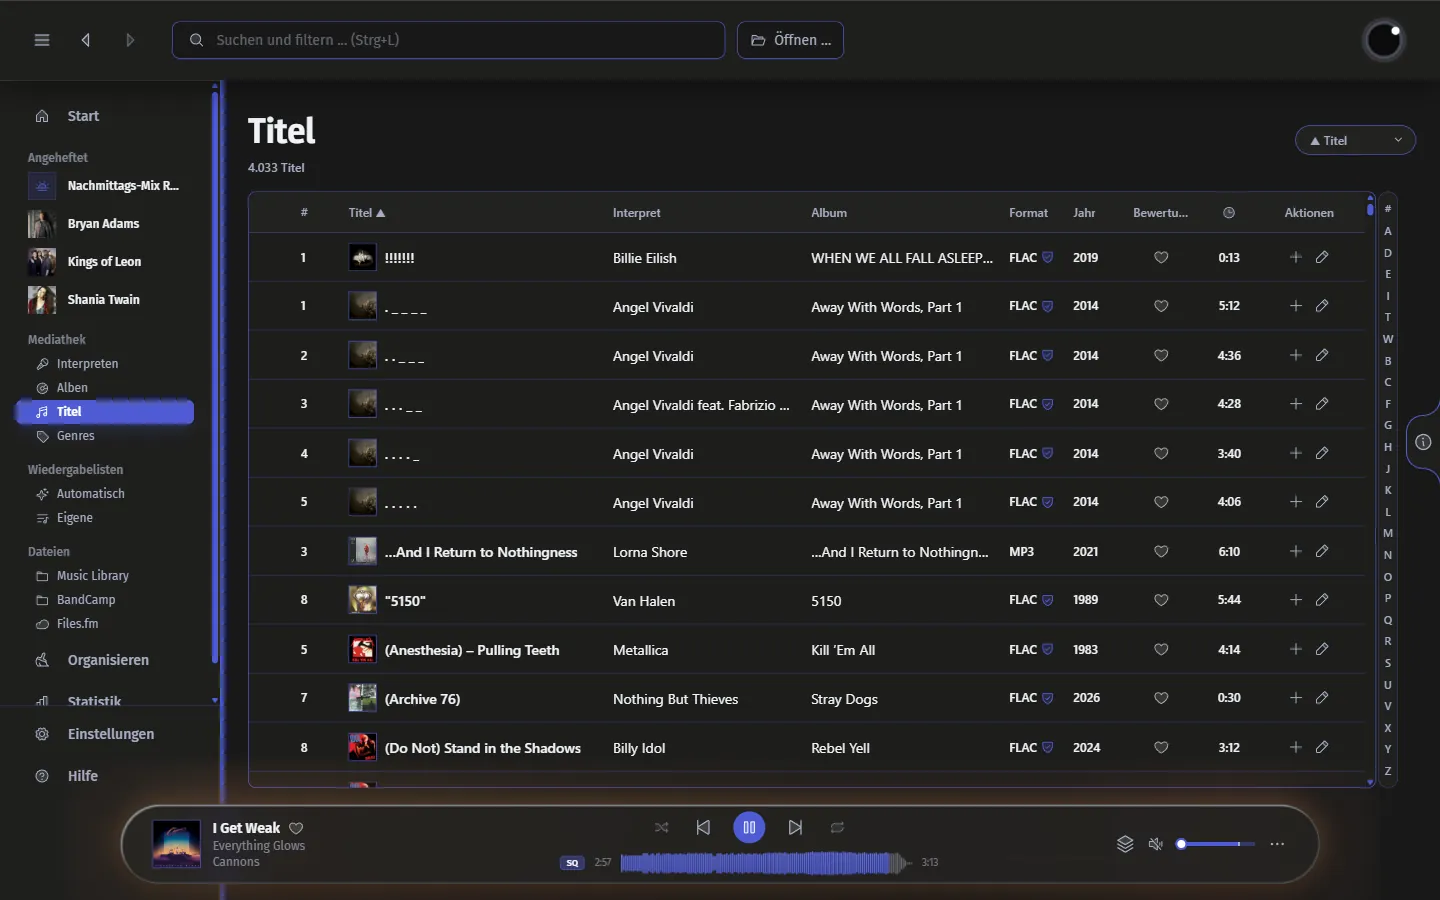 Suchen und filtern ... (Strg+L)
Öffnen ...
Start
Angeheftet
Nachmittags-Mix R...
Bryan Adams
Kings of Leon
Shania Twain
Mediathek
Interpreten
Alben
Titel
Genres
Wiedergabelisten
Automatisch
Eigene
Dateien
Music Library
BandCamp
Files.fm
Organisieren
Statistik
Einstellungen
Hilfe
Titel
4.033 Titel
▲ Titel
# Titel ▲ Interpret Album Format Jahr Bewertu... Aktionen
1 !!!!!!! Billie Eilish WHEN WE ALL FALL ASLEEP... FLAC 2019 0:13
1 . _ _ _ _ Angel Vivaldi Away With Words, Part 1 FLAC 2014 5:12
2 . . _ _ _ Angel Vivaldi Away With Words, Part 1 FLAC 2014 4:36
3 . . . _ _ Angel Vivaldi feat. Fabrizio ... Away With Words, Part 1 FLAC 2014 4:28
4 . . . . _ Angel Vivaldi Away With Words, Part 1 FLAC 2014 3:40
5 . . . . . Angel Vivaldi Away With Words, Part 1 FLAC 2014 4:06
3 ...And I Return to Nothingness Lorna Shore ...And I Return to Nothingn... MP3 2021 6:10
8 "5150" Van Halen 5150 FLAC 1989 5:44
5 (Anesthesia) – Pulling Teeth Metallica Kill 'Em All FLAC 1983 4:14
7 (Archive 76) Nothing But Thieves Stray Dogs FLAC 2026 0:30
8 (Do Not) Stand in the Shadows Billy Idol Rebel Yell FLAC 2024 3:12
#
A
D
E
I
T
W
B
C
F
G
H
J
K
L
M
N
O
P
Q
R
S
U
V
X
Y
Z
I Get Weak
Everything Glows
Cannons
SQ 2:57 3:13